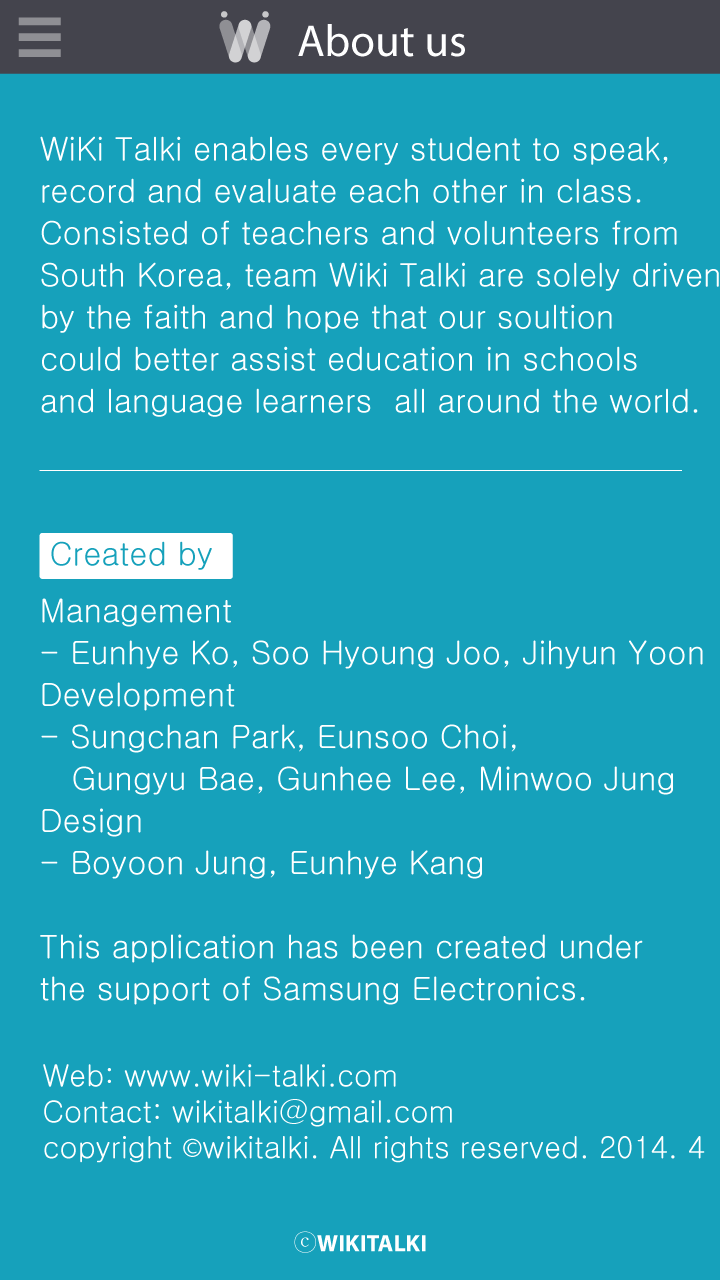 About us
WiKi Talki enables every student to speak,
record and evaluate each other in class.
Consisted of teachers and volunteers from
South Korea, team Wiki Talki are solely driven
by the faith and hope that our soultion
could better assist education in schools
and language learners  all around the world.
Created by
Management
- Eunhye Ko, Soo Hyoung Joo, Jihyun Yoon
Development
- Sungchan Park, Eunsoo Choi,
Gungyu Bae, Gunhee Lee, Minwoo Jung
Design
- Boyoon Jung, Eunhye Kang
This application has been created under
the support of Samsung Electronics.
Web: www.wiki-talki.com
Contact: wikitalki@gmail.com
copyright ©wikitalki. All rights reserved. 2014. 4
ⓒWIKITALKI